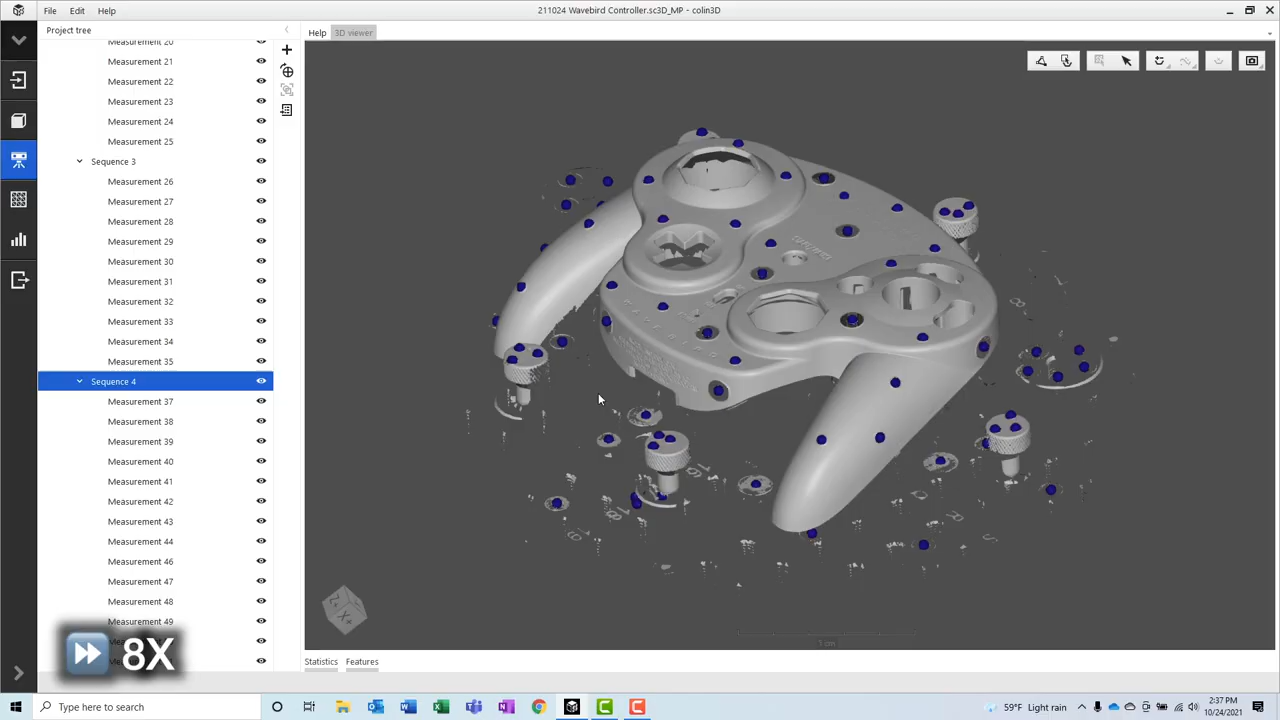 File Edit Help
211024 Wavebird Controller.sc3D_MP - colin3D
Project tree
Help 3D viewer
Measurement 20
Measurement 21
Measurement 22
Measurement 23
Measurement 24
Measurement 25
Sequence 3
Measurement 26
Measurement 27
Measurement 28
Measurement 29
Measurement 30
Measurement 31
Measurement 32
Measurement 33
Measurement 34
Measurement 35
Sequence 4
Measurement 37
Measurement 38
Measurement 39
Measurement 40
Measurement 41
Measurement 42
Measurement 43
Measurement 44
Measurement 46
Measurement 47
Measurement 48
Measurement 49
8X
1 cm
Statistics Features
Type here to search
59°F Light rain
2:37 PM
10/24/2021